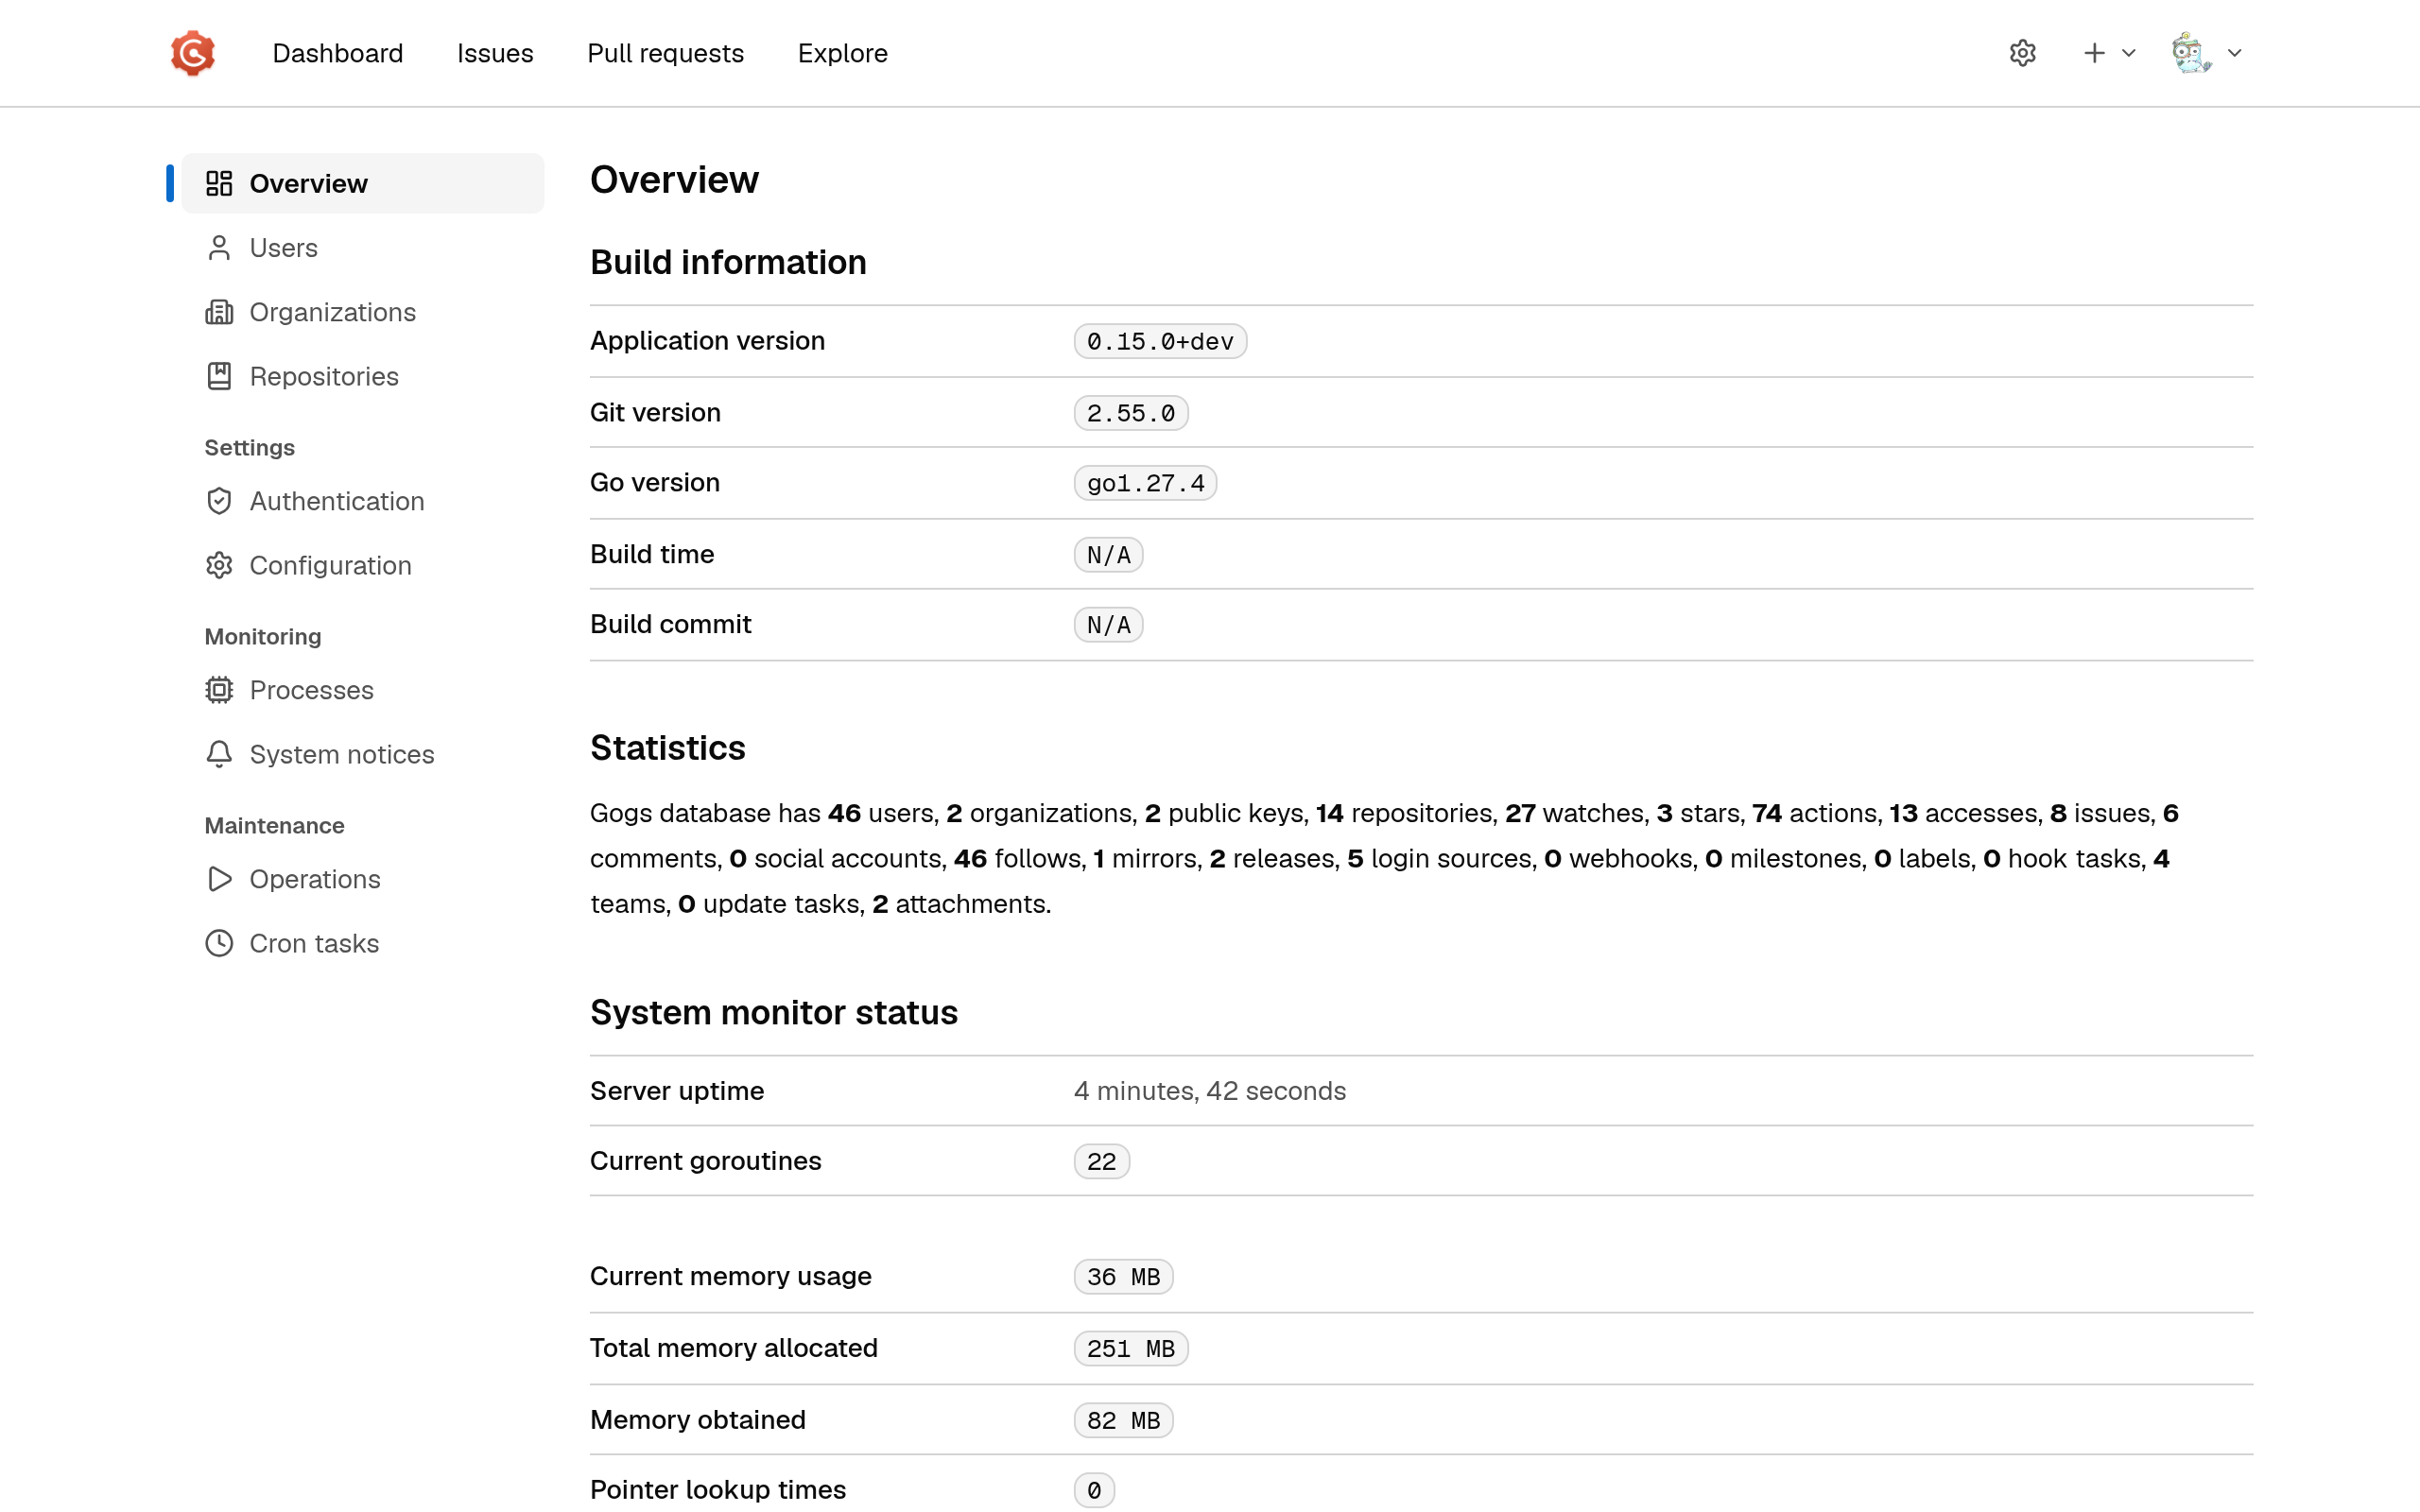 Dashboard Issues Pull requests Explore
Overview
Users
Organizations
Repositories
Settings
Authentication
Configuration
Monitoring
Processes
System notices
Maintenance
Operations
Cron tasks
Overview
Build information
Application version 0.15.0+dev
Git version 2.55.0
Go version go1.27.4
Build time N/A
Build commit N/A
Statistics
Gogs database has 46 users, 2 organizations, 2 public keys, 14 repositories, 27 watches, 3 stars, 74 actions, 13 accesses, 8 issues, 6
comments, 0 social accounts, 46 follows, 1 mirrors, 2 releases, 5 login sources, 0 webhooks, 0 milestones, 0 labels, 0 hook tasks, 4
teams, 0 update tasks, 2 attachments.
System monitor status
Server uptime 4 minutes, 42 seconds
Current goroutines 22
Current memory usage 36 MB
Total memory allocated 251 MB
Memory obtained 82 MB
Pointer lookup times 0